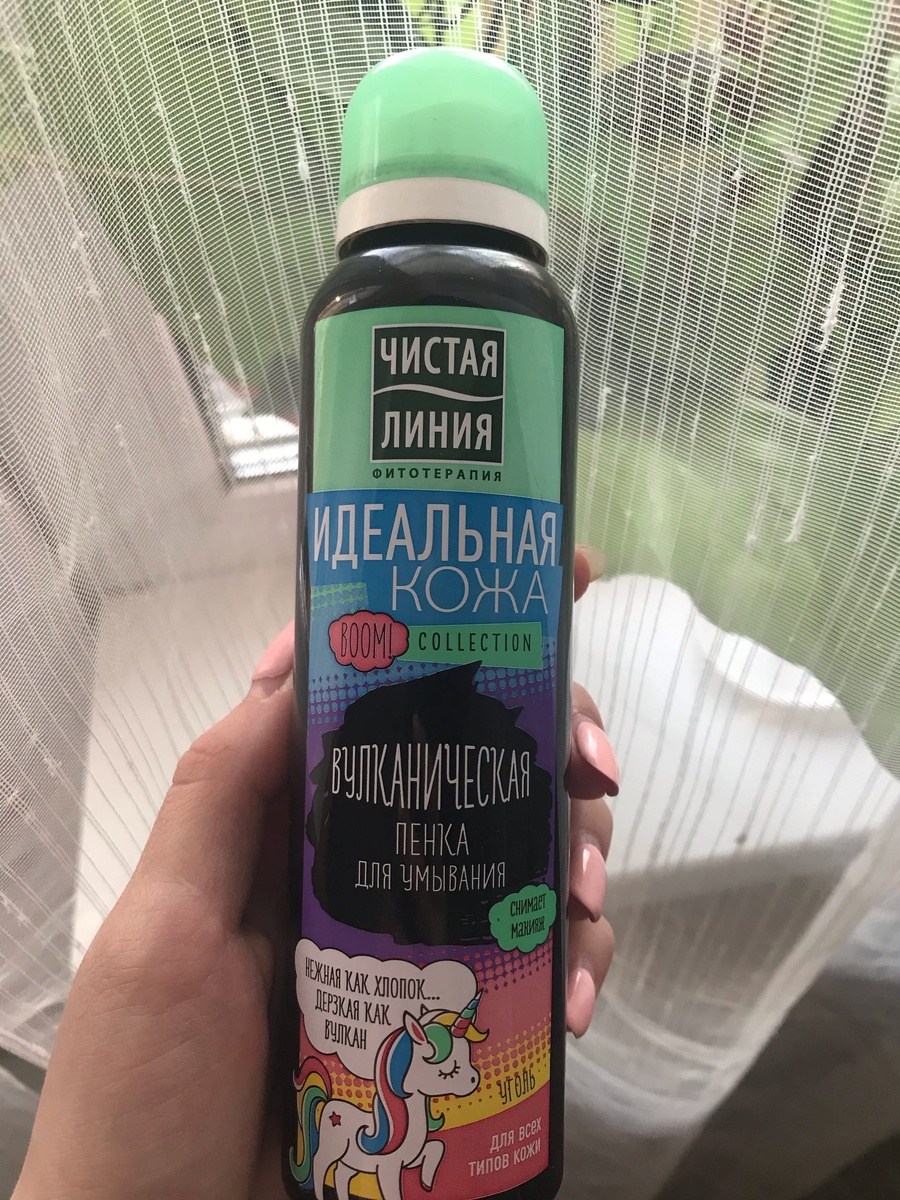 ЧИСТАЯ
ЛИНИЯ
ФИТОТЕРАПИЯ
ИДЕАЛЬНАЯ
КОЖА
BOOM! COLLECTION
ВУЛКАНИЧЕСКАЯ
ПЕНКА
ДЛЯ УМЫВАНИЯ
СНИМАЕТ
МАКИЯЖ
НЕЖНАЯ КАК ХЛОПОК...
ДЕРЗКАЯ КАК
ВУЛКАН
УГОЛЬ
ДЛЯ ВСЕХ
ТИПОВ КОЖИ